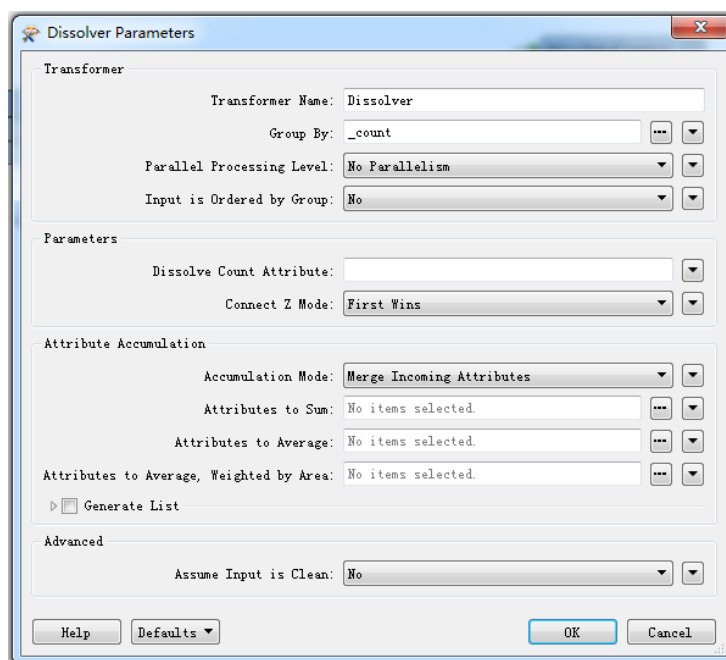 Dissolver Parameters
Transformer
Transformer Name: Dissolver
Group By: _count
Parallel Processing Level: No Parallelism
Input is Ordered by Group: No
Parameters
Dissolve Count Attribute:
Connect Z Mode: First Wins
Attribute Accumulation
Accumulation Mode: Merge Incoming Attributes
Attributes to Sum: No items selected.
Attributes to Average: No items selected.
Attributes to Average, Weighted by Area: No items selected.
Generate List
Advanced
Assume Input is Clean: No
Help Defaults OK Cancel